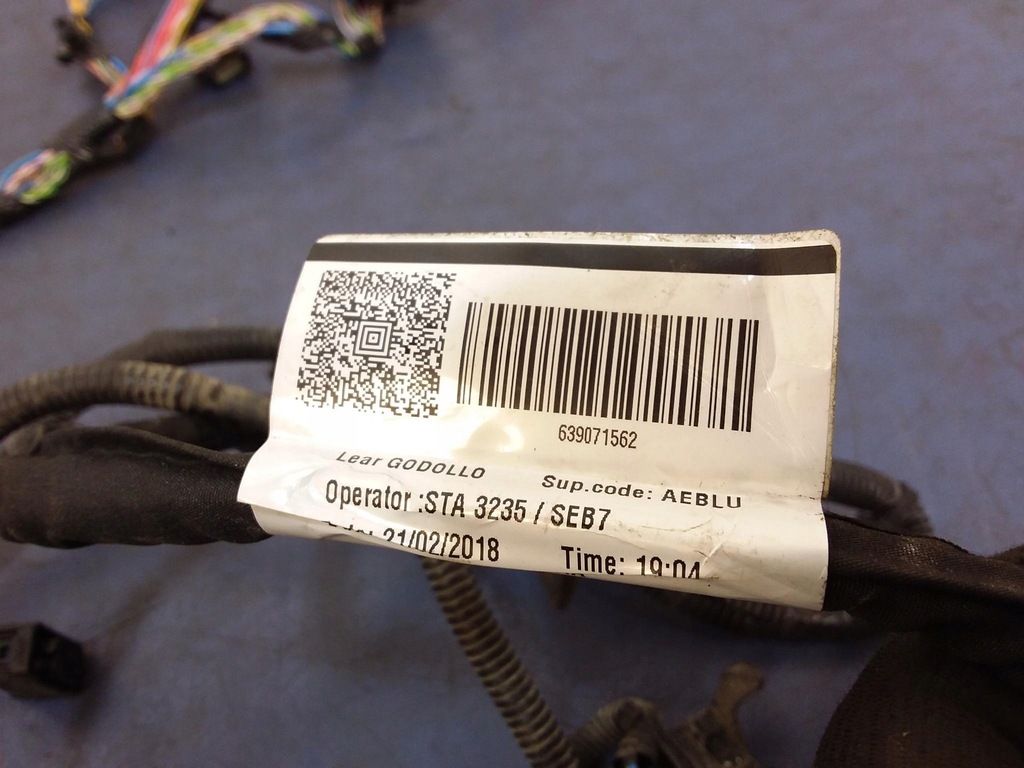 639071562
Lear GODOLLO Sup.code: AEBLU
Operator :STA 3235 / SEB7
21/02/2018 Time: 19:04